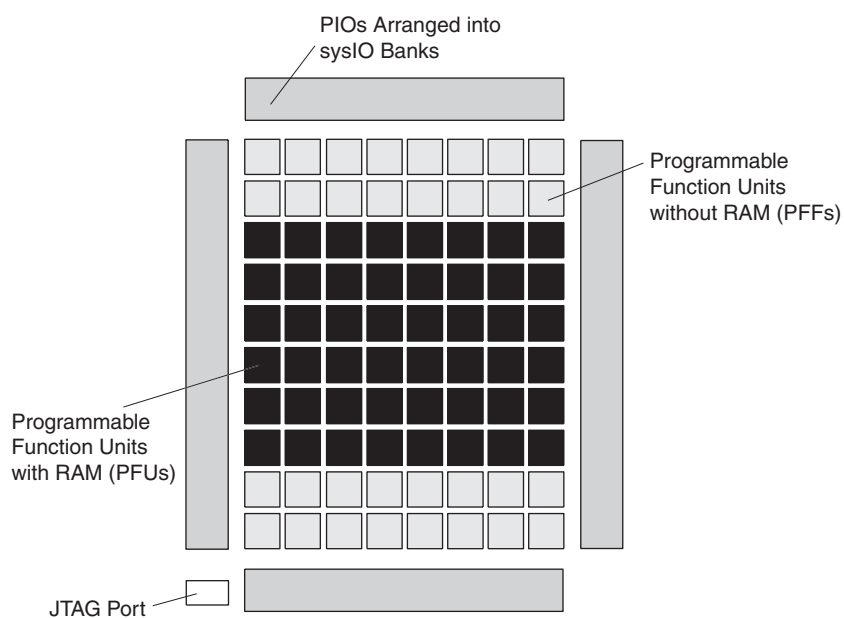 PIOs Arranged into
sysIO Banks
Programmable
Function Units
without RAM (PFFs)
Programmable
Function Units
with RAM (PFUs)
JTAG Port